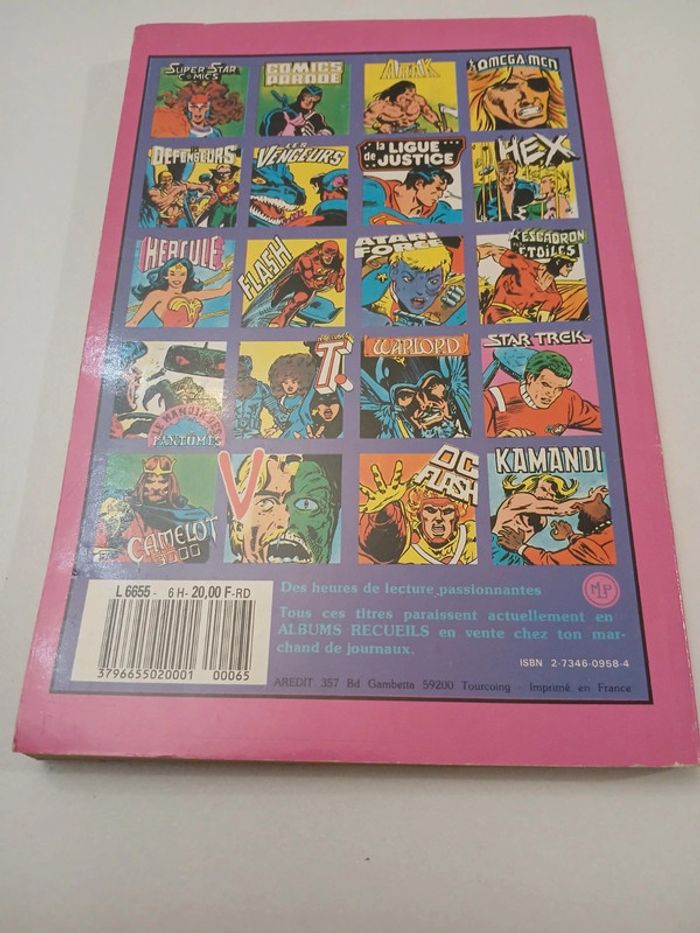 SUPER STAR COMICS
COMICS PARADE
ARAK
OMEGA MEN
LES DEFENSEURS
LES VENGEURS
la LIGUE de JUSTICE
HEX
HERCULE
FLASH
ATARI FORCE
L'ESCADRON DES ETOILES
LE MANOIR DES FANTÔMES
T.
WARLORD
STAR TREK
CAMELOT 3000
V
DC FLASH
KAMANDI
L 6655 - 6 H - 20,00 F-RD
3796655020001 00065
Des heures de lecture passionnantes
MP
Tous ces titres paraissent actuellement en
ALBUMS RECUEILS en vente chez ton mar-
chand de journaux.
ISBN 2-7346-0958-4
AREDIT 357 Bd Gambetta 59200 Tourcoing - Imprimé en France